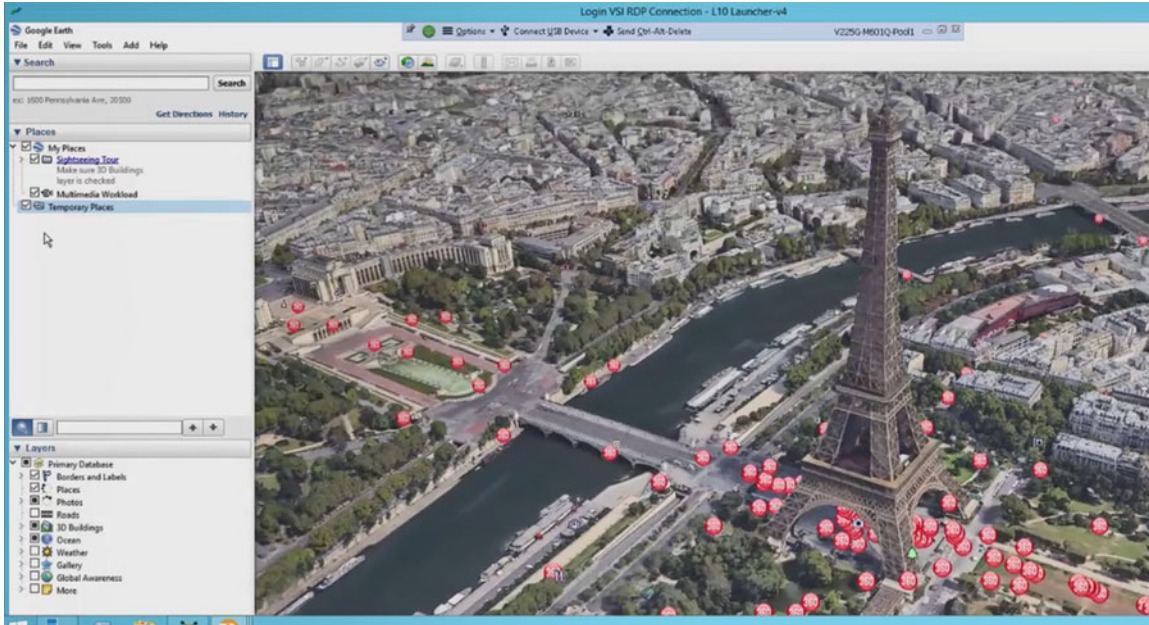 Login VSI RDP Connection - L10 Launcher-v4
Google Earth
Options Connect USB Device Send Ctrl-Alt-Delete
V225G-M601Q-Pool1
File Edit View Tools Add Help
Search
Search
ex: 1600 Pennsylvania Ave, 20500
Get Directions History
Places
My Places
Sightseeing Tour
Make sure 3D Buildings
layer is checked
Multimedia Workload
Temporary Places
Layers
Primary Database
Borders and Labels
Places
Photos
Roads
3D Buildings
Ocean
Weather
Gallery
Global Awareness
More